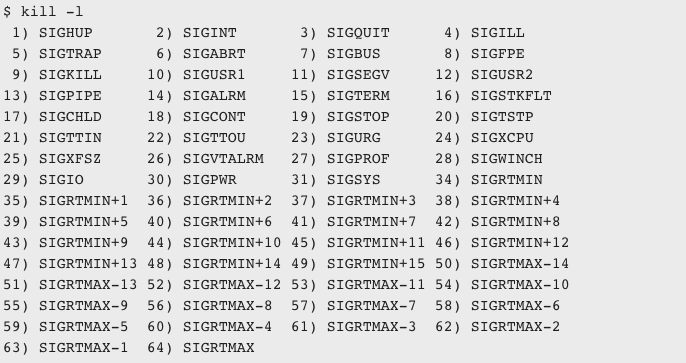 $ kill -l
 1) SIGHUP       2) SIGINT       3) SIGQUIT      4) SIGILL
 5) SIGTRAP      6) SIGABRT      7) SIGBUS       8) SIGFPE
 9) SIGKILL     10) SIGUSR1     11) SIGSEGV     12) SIGUSR2
13) SIGPIPE     14) SIGALRM     15) SIGTERM     16) SIGSTKFLT
17) SIGCHLD     18) SIGCONT     19) SIGSTOP     20) SIGTSTP
21) SIGTTIN     22) SIGTTOU     23) SIGURG      24) SIGXCPU
25) SIGXFSZ     26) SIGVTALRM   27) SIGPROF     28) SIGWINCH
29) SIGIO       30) SIGPWR      31) SIGSYS      34) SIGRTMIN
35) SIGRTMIN+1  36) SIGRTMIN+2  37) SIGRTMIN+3  38) SIGRTMIN+4
39) SIGRTMIN+5  40) SIGRTMIN+6  41) SIGRTMIN+7  42) SIGRTMIN+8
43) SIGRTMIN+9  44) SIGRTMIN+10 45) SIGRTMIN+11 46) SIGRTMIN+12
47) SIGRTMIN+13 48) SIGRTMIN+14 49) SIGRTMIN+15 50) SIGRTMAX-14
51) SIGRTMAX-13 52) SIGRTMAX-12 53) SIGRTMAX-11 54) SIGRTMAX-10
55) SIGRTMAX-9  56) SIGRTMAX-8  57) SIGRTMAX-7  58) SIGRTMAX-6
59) SIGRTMAX-5  60) SIGRTMAX-4  61) SIGRTMAX-3  62) SIGRTMAX-2
63) SIGRTMAX-1  64) SIGRTMAX